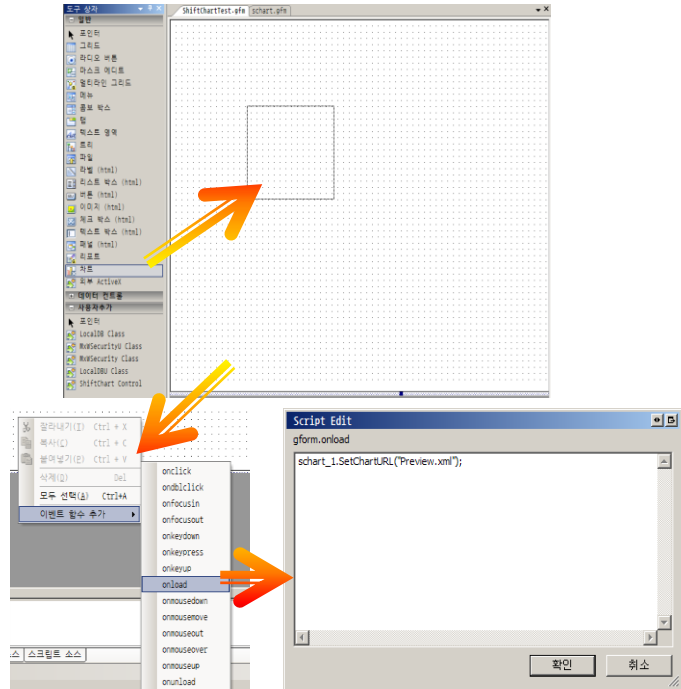 도구 상자
일반
포인터
그리드
라디오 버튼
마스크 에디트
멀티라인 그리드
메뉴
콤보 박스
탭
텍스트 영역
트리
파일
라벨 (html)
리스트 박스 (html)
버튼 (html)
이미지 (html)
체크 박스 (html)
텍스트 박스 (html)
패널 (html)
리포트
차트
외부 ActiveX
데이터 컨트롤
사용자추가
포인터
LocalDB Class
MxWSecurityU Class
MxWSecurity Class
LocalDBU Class
ShiftChart Control
ShiftChartTest.gfm schart.gfm
잘라내기(T) Ctrl + X
복사(C) Ctrl + C
붙여넣기(P) Ctrl + V
삭제(D) Del
모두 선택(A) Ctrl+A
이벤트 함수 추가
onclick
ondblclick
onfocusin
onfocusout
onkeydown
onkeypress
onkeyup
onload
onmousedown
onmousemove
onmouseout
onmouseover
onmouseup
onunload
스크립트 소스
Script Edit
gform.onload
schart_1.SetChartURL("Preview.xml");
확인 취소